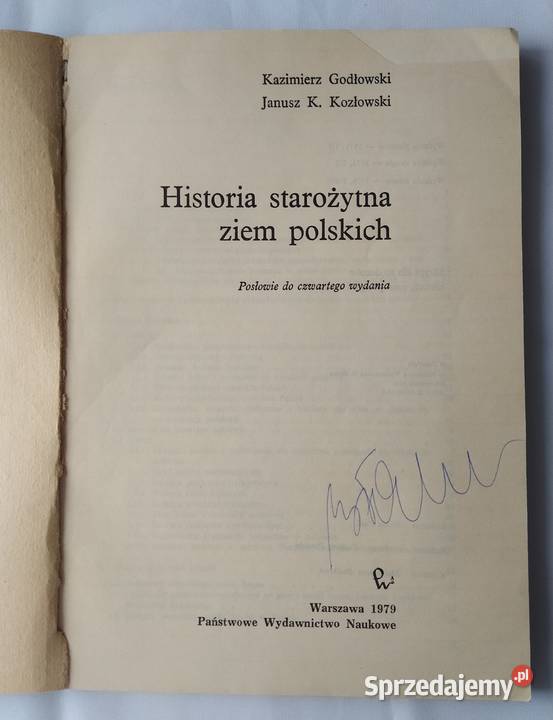 Kazimierz Godłowski
Janusz K. Kozłowski
Historia starożytna
ziem polskich
Posłowie do czwartego wydania
Warszawa 1979
Państwowe Wydawnictwo Naukowe
Sprzedajemy.pl